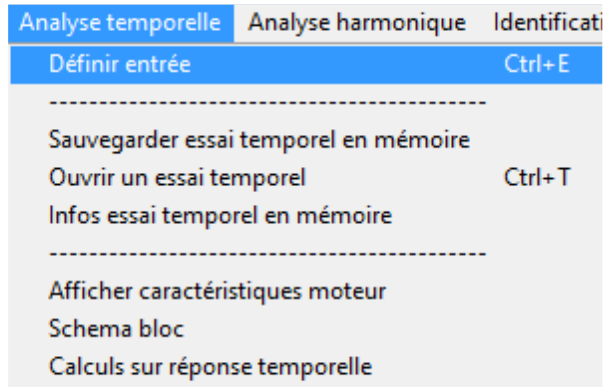 Analyse temporelle Analyse harmonique Identificati
Définir entrée Ctrl+E
---------------------------------------------
Sauvegarder essai temporel en mémoire
Ouvrir un essai temporel Ctrl+T
Infos essai temporel en mémoire
---------------------------------------------
Afficher caractéristiques moteur
Schema bloc
Calculs sur réponse temporelle